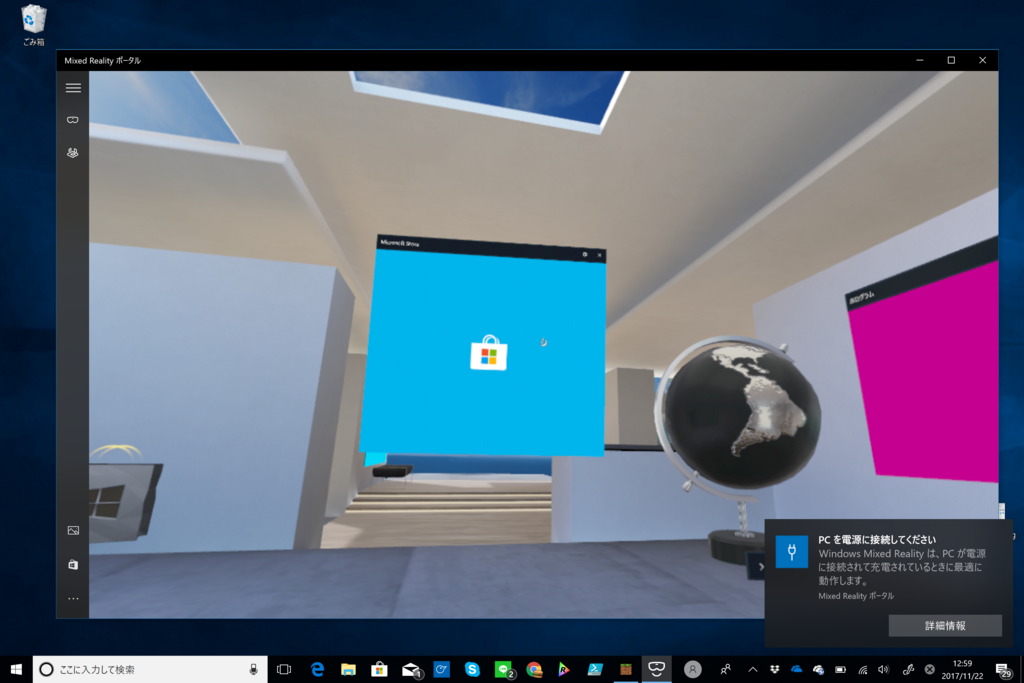 ごみ箱
Mixed Reality ポータル
Microsoft Store
ホログラム
PC を電源に接続してください
Windows Mixed Reality は、PC が電源
に接続されて充電されているときに最適に
動作します。
Mixed Reality ポータル
詳細情報
ここに入力して検索
1
2
12:59
2017/11/22
29